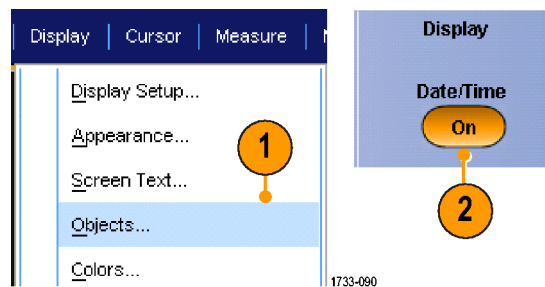 Display Cursor Measure
Display Setup...
Appearance...
Screen Text...
Objects...
Colors...
1
Display
Date/Time
On
2
1733-090